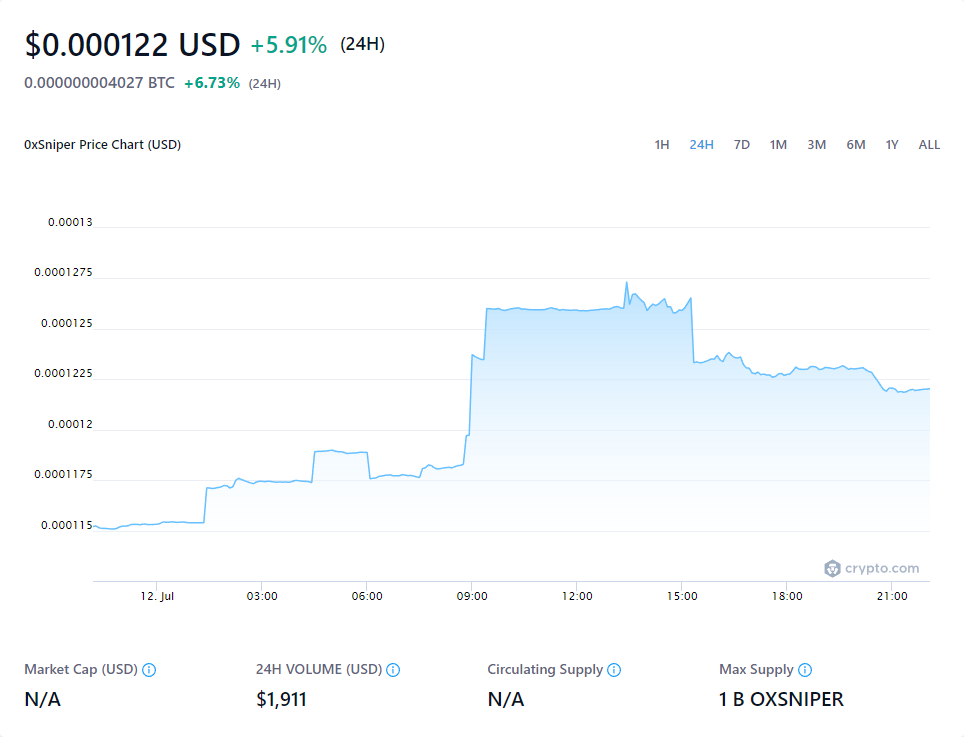 $0.000122 USD +5.91% (24H)
0.000000004027 BTC +6.73% (24H)
0xSniper Price Chart (USD) 1H 24H 7D 1M 3M 6M 1Y ALL
0.00013
0.0001275
0.000125
0.0001225
0.00012
0.0001175
0.000115
crypto.com
12. Jul 03:00 06:00 09:00 12:00 15:00 18:00 21:00
Market Cap (USD) 24H VOLUME (USD) Circulating Supply Max Supply
N/A $1,911 N/A 1 B OXSNIPER